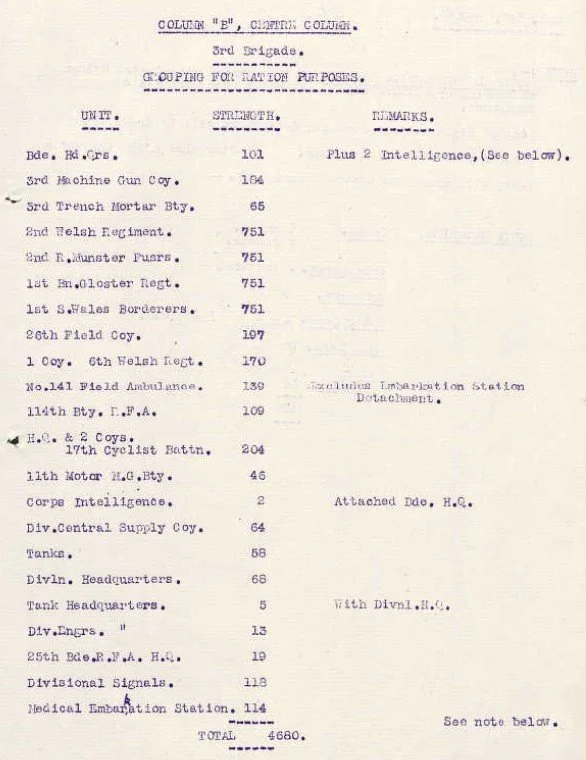 COLUMN "B", CENTRE COLUMN.
3rd Brigade.
GROUPING FOR RATION PURPOSES.
UNIT. STRENGTH. REMARKS.
Bde. Hd.Qrs. 101 Plus 2 Intelligence,(See below).
3rd Machine Gun Coy. 184
3rd Trench Mortar Bty. 65
2nd Welsh Regiment. 751
2nd R.Munster Fusrs. 751
1st Bn.Gloster Regt. 751
1st S.Wales Borderers. 751
26th Field Coy. 197
1 Coy. 6th Welsh Regt. 170
No.141 Field Ambulance. 139 Excludes Embarkation Station
Detachment.
114th Bty. R.F.A. 109
H.Q. & 2 Coys.
17th Cyclist Battn. 204
11th Motor M.G.Bty. 46
Corps Intelligence. 2 Attached Bde. H.Q.
Div.Central Supply Coy. 64
Tanks. 58
Divln. Headquarters. 68
Tank Headquarters. 5 With Divnl.H.Q.
Div.Engrs. " 13
25th Bde.R.F.A. H.Q. 19
Divisional Signals. 118
Medical Embarkation Station. 114
See note below.
TOTAL 4680.